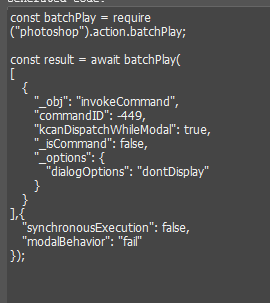 const batchPlay = require
("photoshop").action.batchPlay;

const result = await batchPlay(
[
  {
    "_obj": "invokeCommand",
    "commandID": -449,
    "kcanDispatchWhileModal": true,
    "_isCommand": false,
    "_options": {
      "dialogOptions": "dontDisplay"
    }
  }
],{
  "synchronousExecution": false,
  "modalBehavior": "fail"
});